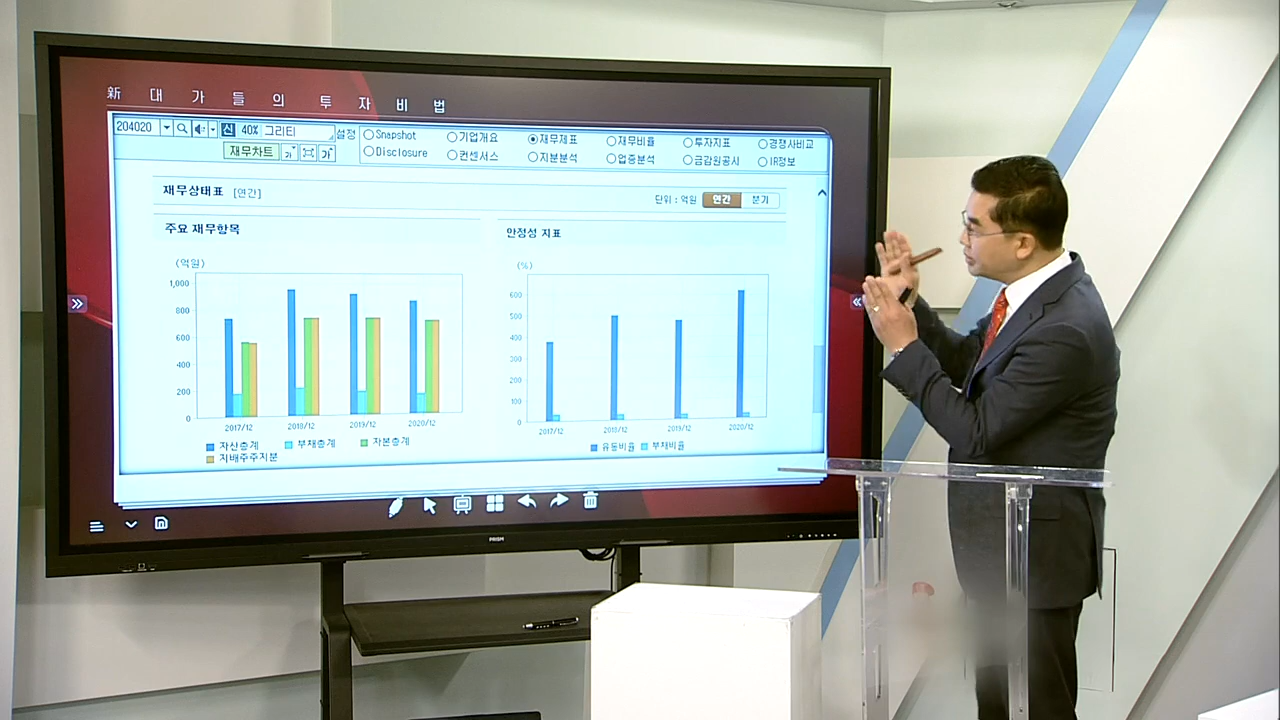 新 대 가 들 의 투 자 비 법
204020 신 40% 그리티 설정 Snapshot 기업개요 재무제표 재무비율 투자지표 경쟁사비교
재무차트 가 가 Disclosure 컨센서스 지분분석 업종분석 금감원공시 IR정보
재무상태표 [연간] 단위 : 억원 연간 분기
주요 재무항목
(억원)
1,000
800
600
400
200
0
2017/12 2018/12 2019/12 2020/12
자산총계 부채총계 자본총계
지배주주지분
안정성 지표
(%)
600
500
400
300
200
100
0
2017/12 2018/12 2019/12 2020/12
유동비율 부채비율
PRISM